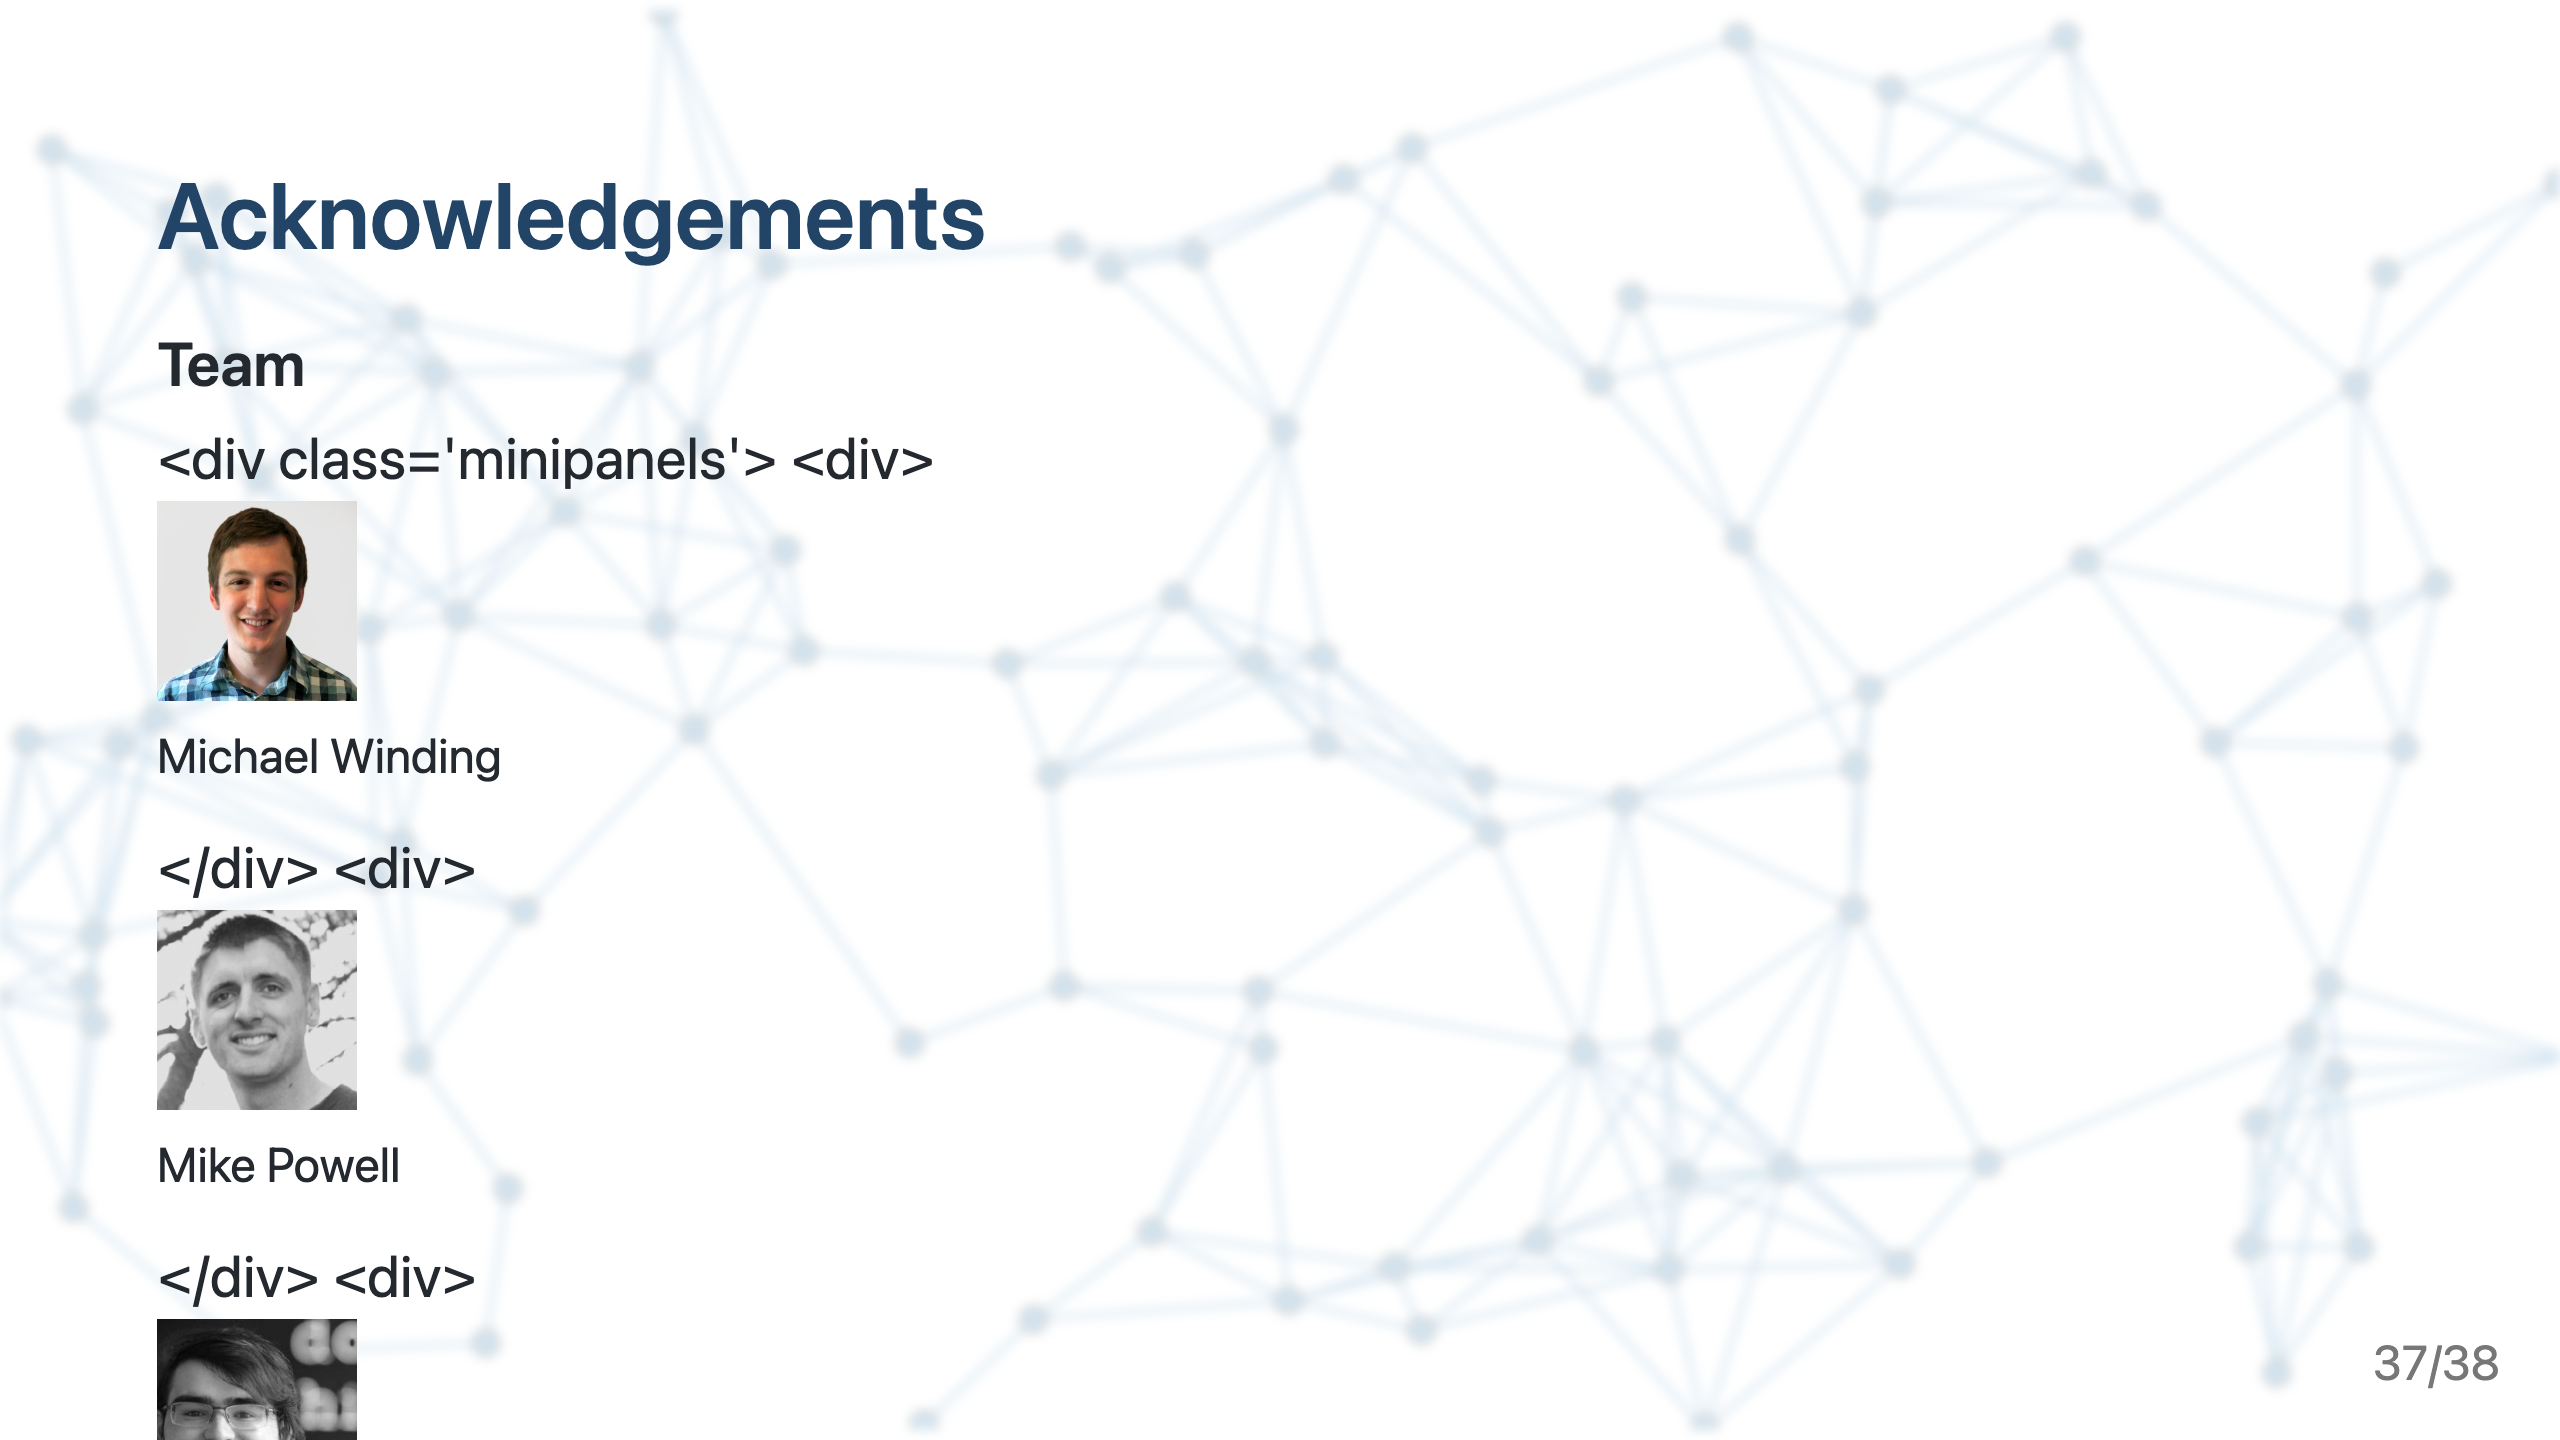 Acknowledgements
Team
<div class='minipanels'> <div>
Michael Winding
</div> <div>
Mike Powell
</div> <div>
37/38